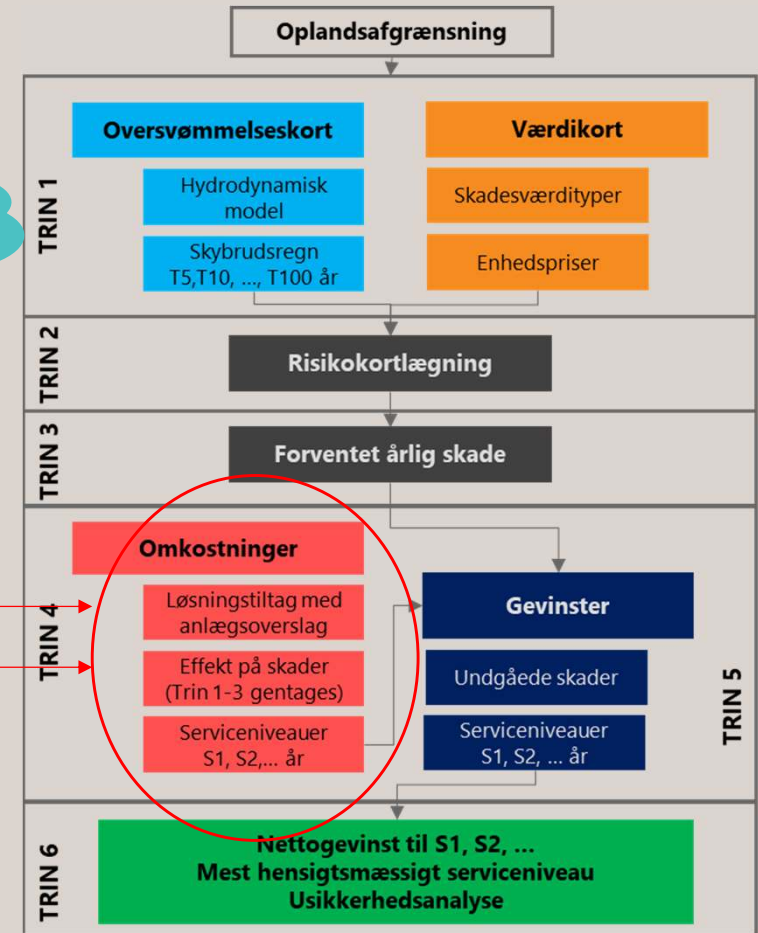 Oplandsafgrænsning
TRIN 1
Oversvømmelseskort
Hydrodynamisk
model
Skybrudsregn
T5,T10, ..., T100 år
Værdikort
Skadesværdityper
Enhedspriser
TRIN 2
Risikokortlægning
TRIN 3
Forventet årlig skade
TRIN 4
Omkostninger
Løsningstiltag med
anlægsoverslag
Effekt på skader
(Trin 1-3 gentages)
Serviceniveauer
S1, S2,... år
Gevinster
Undgåede skader
Serviceniveauer
S1, S2, ... år
TRIN 5
TRIN 6
Nettogevinst til S1, S2, ...
Mest hensigtsmæssigt serviceniveau
Usikkerhedsanalyse